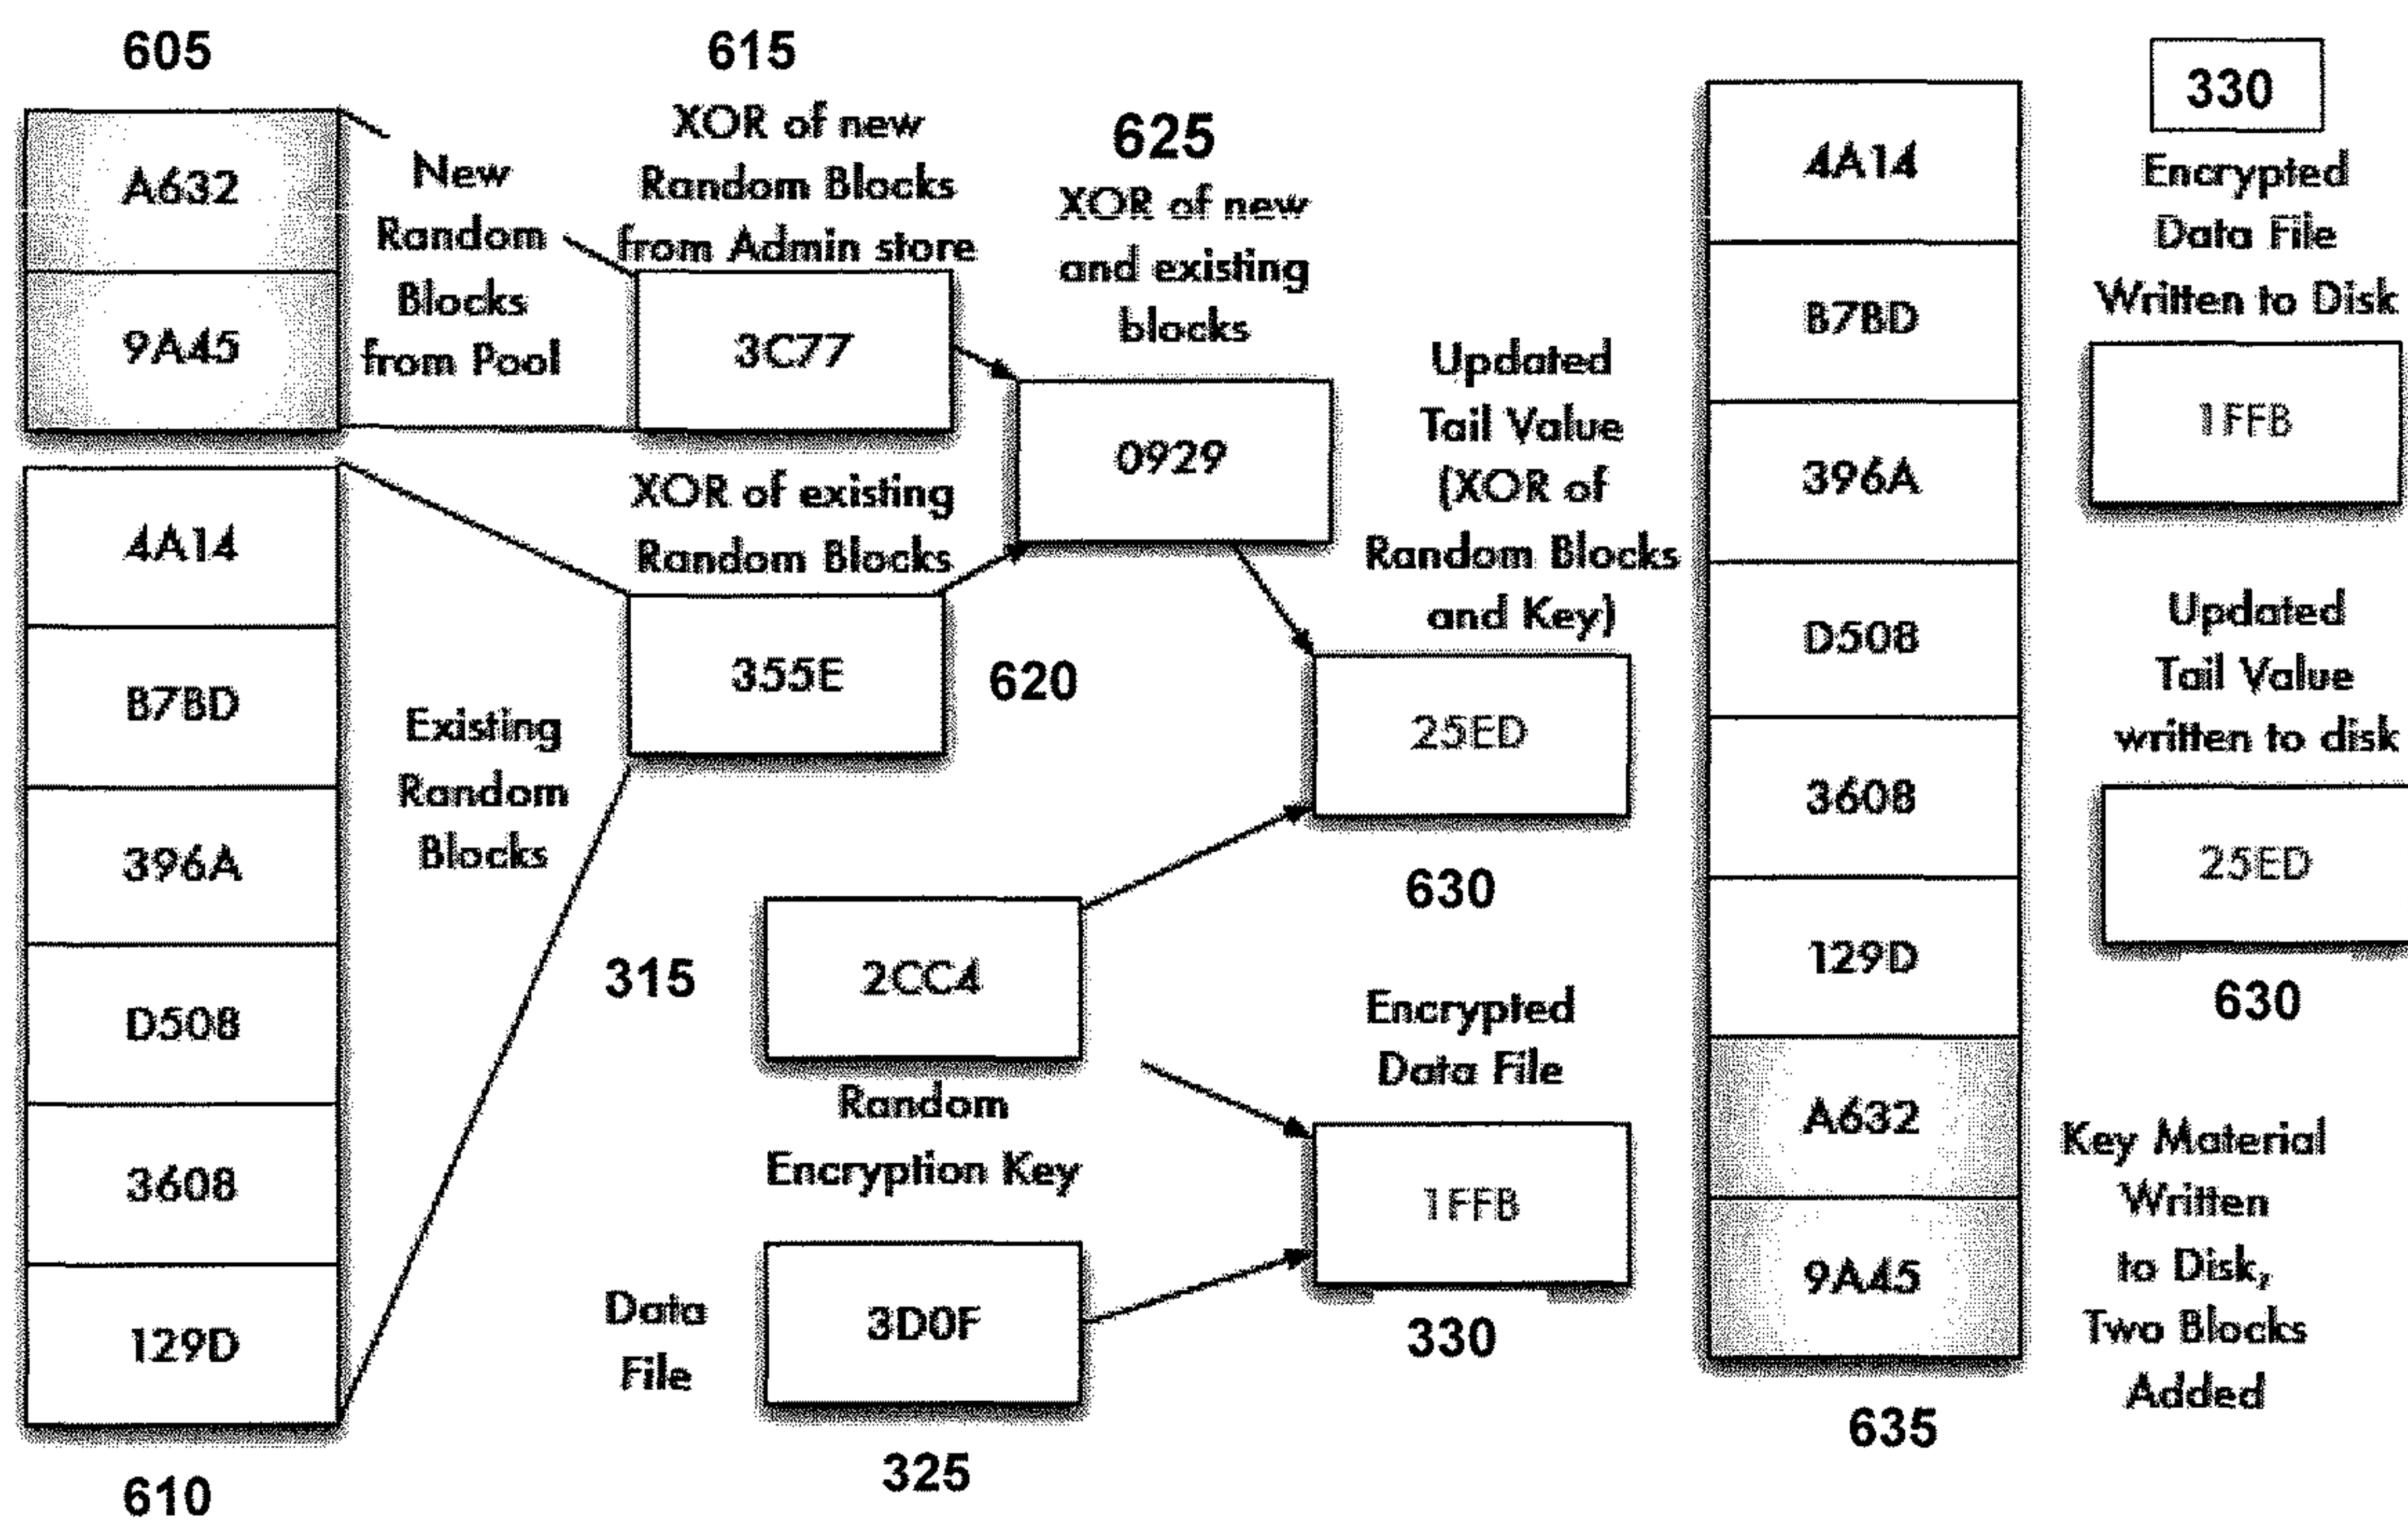 605
A632
9A45
New
Random
Blocks
from Pool
4A14
B7BD
396A
D508
3608
129D
610
Existing
Random
Blocks
615
XOR of new
Random Blocks
from Admin store
3C77
XOR of existing
Random Blocks
355E
620
625
XOR of new
and existing
blocks
0929
Updated
Tail Value
(XOR of
Random Blocks
and Key)
25ED
630
315
2CC4
Random
Encryption Key
Data
File
3D0F
325
Encrypted
Data File
1FFB
330
4A14
B7BD
396A
D508
3608
129D
A632
9A45
635
330
Encrypted
Data File
Written to Disk
1FFB
Updated
Tail Value
written to disk
25ED
630
Key Material
Written
to Disk,
Two Blocks
Added